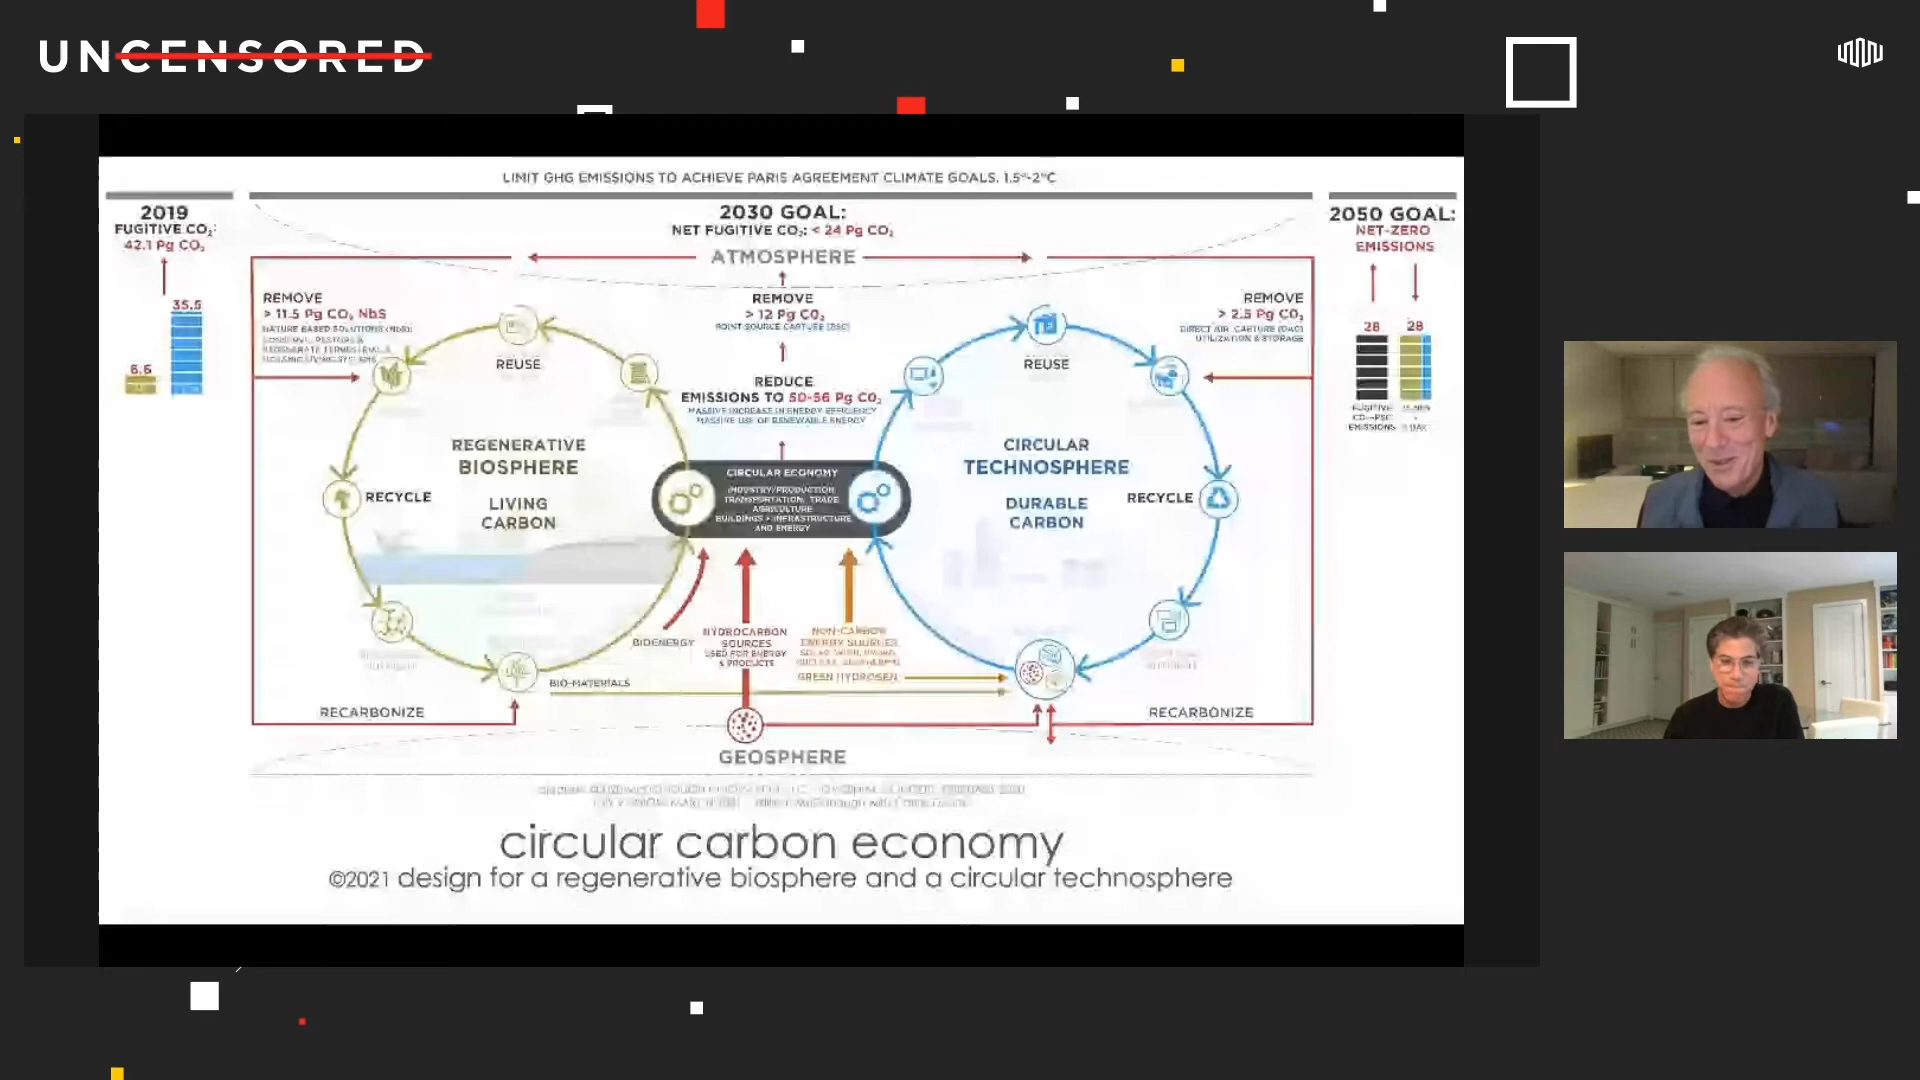 UNCENSORED
LIMIT GHG EMISSIONS TO ACHIEVE PARIS AGREEMENT CLIMATE GOALS. 1.5°-2°C
2019
FUGITIVE CO₂:
42.1 Pg CO₂
6.6
35.5
2030 GOAL:
NET FUGITIVE CO₂: < 24 Pg CO₂
ATMOSPHERE
2050 GOAL:
NET-ZERO
EMISSIONS
28
28
FUGITIVE
EMISSIONS
REMOVE
> 11.5 Pg CO₂ NbS
NATURE BASED SOLUTIONS (NbS)
REMOVE
> 12 Pg CO₂
POINT SOURCE CAPTURE (PSC)
REMOVE
> 2.5 Pg CO₂
DIRECT AIR CAPTURE (DAC)
UTILIZATION & STORAGE
REDUCE
EMISSIONS TO 50-56 Pg CO₂
MASSIVE INCREASE IN ENERGY EFFICIENCY
MASSIVE USE OF RENEWABLE ENERGY
REUSE
REGENERATIVE
BIOSPHERE
LIVING
CARBON
RECYCLE
CIRCULAR ECONOMY
INDUSTRY/PRODUCTION
TRANSPORTATION, TRADE
AGRICULTURE
BUILDINGS + INFRASTRUCTURE
AND ENERGY
REUSE
CIRCULAR
TECHNOSPHERE
DURABLE
CARBON
RECYCLE
BIOENERGY
HYDROCARBON
SOURCES
USED FOR ENERGY
& PRODUCTS
NON-CARBON
ENERGY SOURCES
GREEN HYDROGEN
BIO-MATERIALS
RECARBONIZE
RECARBONIZE
GEOSPHERE
circular carbon economy
©2021 design for a regenerative biosphere and a circular technosphere